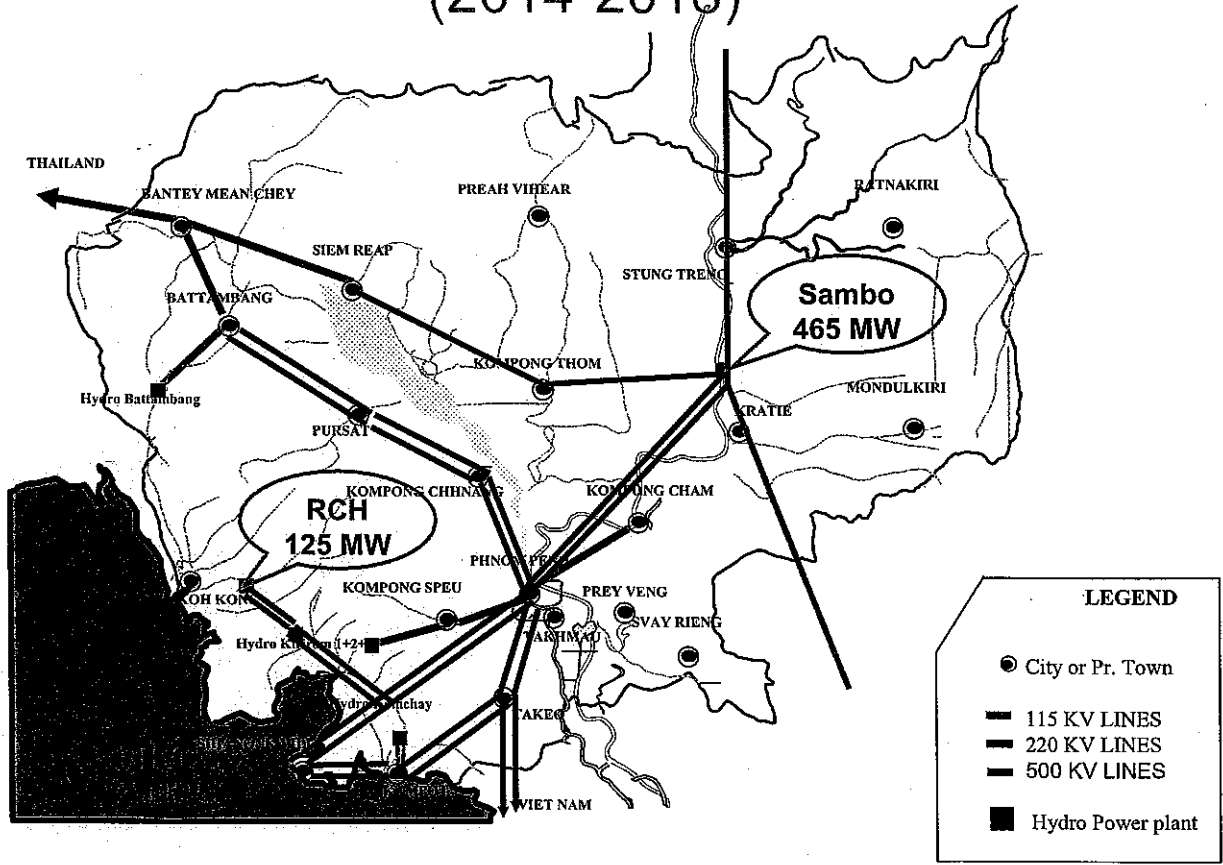 THAILAND
BANTEY MEAN CHEY
PREAH VIHEAR
RATNAKIRI
SIEM REAP
STUNG TRENG
BATTAMBANG
Sambo
465 MW
KOMPONG THOM
MONDULKIRI
Hydro Battambang
KRATIE
PURSAT
KOMPONG CHHNANG
KOMPONG CHAM
RCH
125 MW
PHNOM PENH
KOMPONG SPEU
PREY VENG
KOH KONG
TAKHMAU
SVAY RIENG
Hydro
TAKEO
VIET NAM
LEGEND
City or Pr. Town
115 KV LINES
220 KV LINES
500 KV LINES
Hydro Power plant